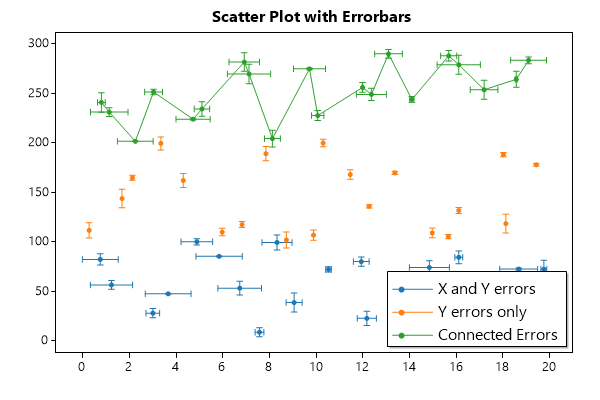 Scatter Plot with Errorbars
300
250
200
150
100
50
0
X and Y errors
Y errors only
Connected Errors
0 2 4 6 8 10 12 14 16 18 20